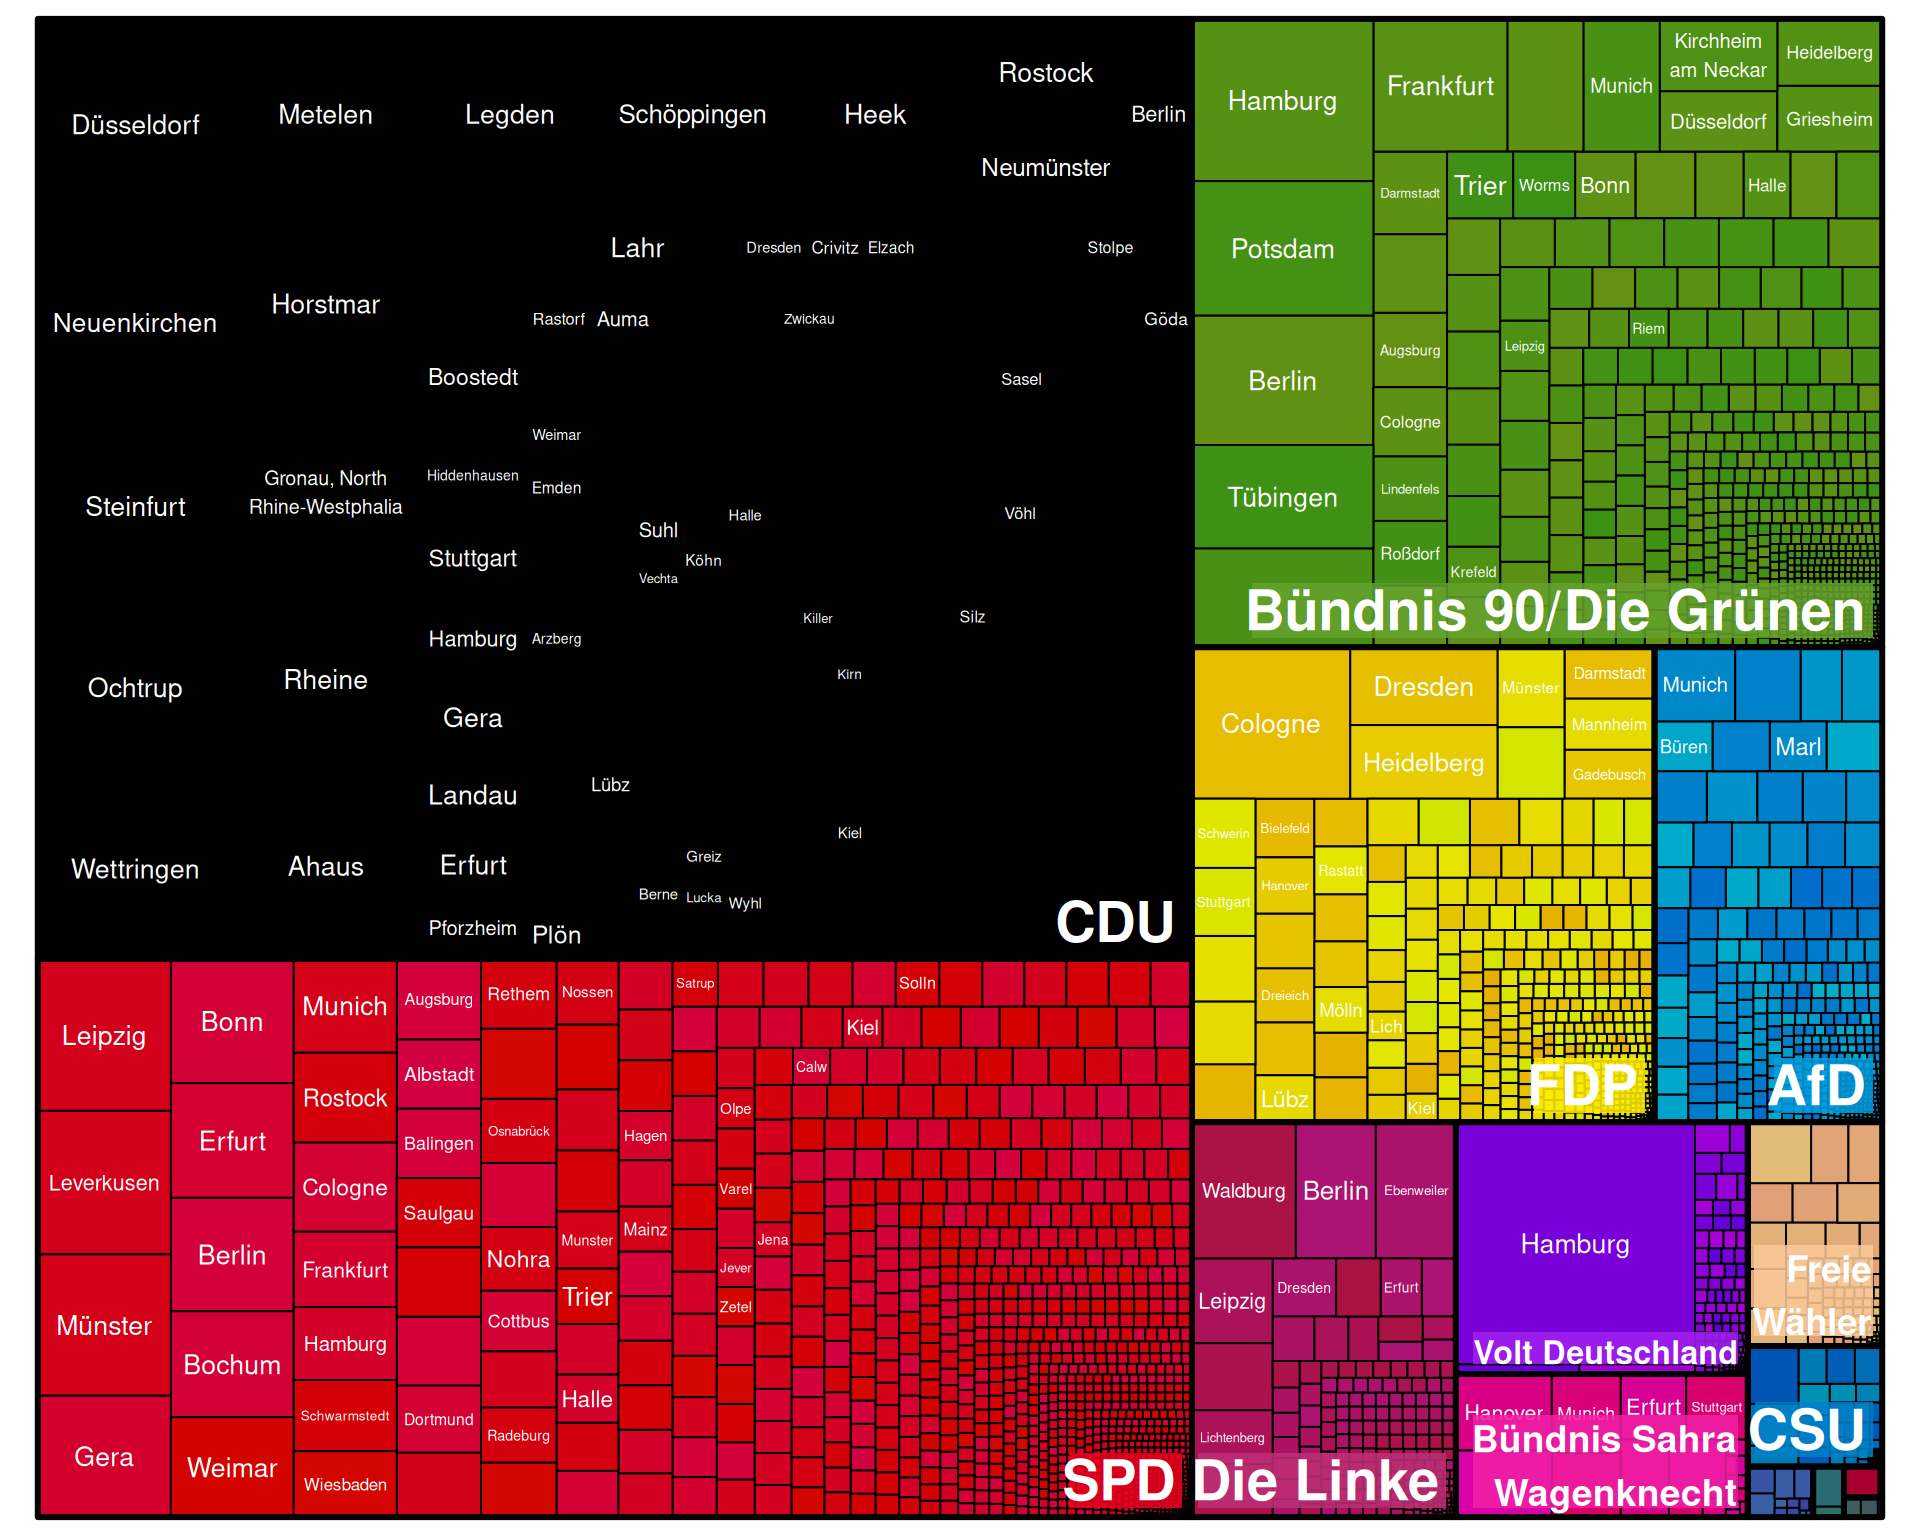 Düsseldorf
Metelen
Legden
Schöppingen
Heek
Rostock
Berlin
Neumünster
Lahr
Dresden
Crivitz
Elzach
Stolpe
Neuenkirchen
Horstmar
Rastorf
Auma
Zwickau
Göda
Boostedt
Sasel
Weimar
Steinfurt
Gronau, North
Rhine-Westphalia
Hiddenhausen
Emden
Halle
Vöhl
Suhl
Stuttgart
Köhn
Vechta
Killer
Silz
Hamburg
Arzberg
Ochtrup
Rheine
Kirn
Gera
Landau
Lübz
Kiel
Wettringen
Ahaus
Erfurt
Greiz
Berne
Lucka
Wyhl
Pforzheim
Plön
CDU
Hamburg
Frankfurt
Munich
Kirchheim
am Neckar
Heidelberg
Düsseldorf
Griesheim
Potsdam
Darmstadt
Trier
Worms
Bonn
Halle
Berlin
Augsburg
Leipzig
Riem
Cologne
Tübingen
Lindenfels
Roßdorf
Krefeld
Bündnis 90/Die Grünen
Cologne
Dresden
Münster
Darmstadt
Mannheim
Heidelberg
Gadebusch
Schwerin
Bielefeld
Rastatt
Hanover
Stuttgart
Dreieich
Mölln
Lich
Lübz
Kiel
FDP
Munich
Büren
Marl
AfD
Leipzig
Bonn
Munich
Augsburg
Rethem
Nossen
Satrup
Solln
Kiel
Rostock
Albstadt
Calw
Leverkusen
Erfurt
Cologne
Balingen
Osnabrück
Hagen
Olpe
Varel
Saulgau
Mainz
Münster
Berlin
Frankfurt
Nohra
Munster
Jena
Jever
Trier
Zetel
Hamburg
Cottbus
Bochum
Halle
Schwarmstedt
Dortmund
Radeburg
Gera
Weimar
Wiesbaden
SPD
Waldburg
Berlin
Ebenweiler
Leipzig
Dresden
Erfurt
Lichtenberg
Die Linke
Hamburg
Volt Deutschland
Hanover
Munich
Erfurt
Stuttgart
Bündnis Sahra
Wagenknecht
Freie
Wähler
CSU